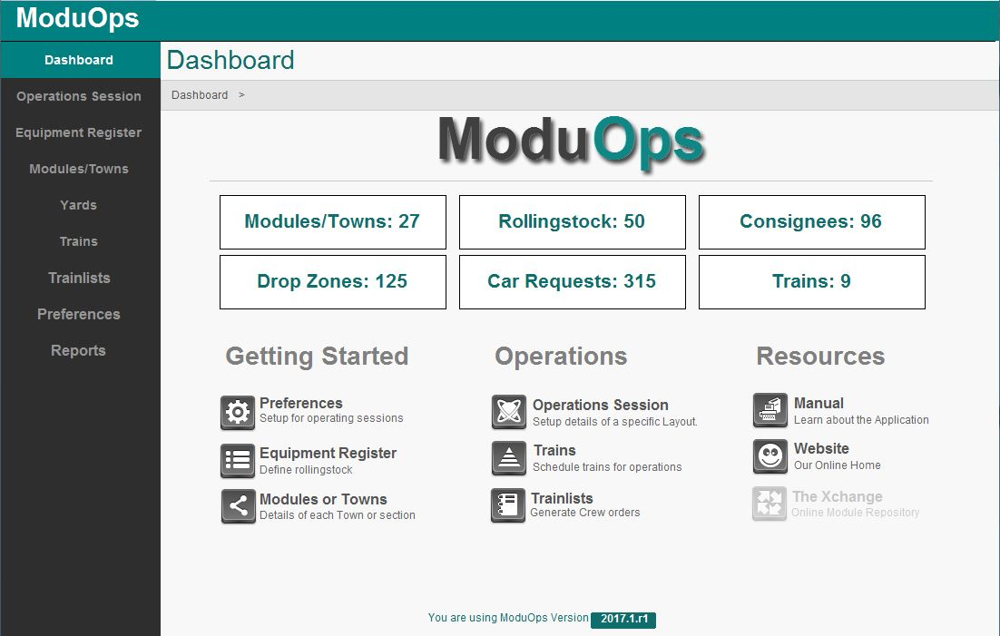 ModuOps
Dashboard
Operations Session
Equipment Register
Modules/Towns
Yards
Trains
Trainlists
Preferences
Reports
Dashboard
Dashboard >
ModuOps
Modules/Towns: 27
Rollingstock: 50
Consignees: 96
Drop Zones: 125
Car Requests: 315
Trains: 9
Getting Started
Preferences
Setup for operating sessions
Equipment Register
Define rollingstock
Modules or Towns
Details of each Town or section
Operations
Operations Session
Setup details of a specific Layout.
Trains
Schedule trains for operations
Trainlists
Generate Crew orders
Resources
Manual
Learn about the Application
Website
Our Online Home
The Xchange
Online Module Repository
You are using ModuOps Version 2017.1.r1